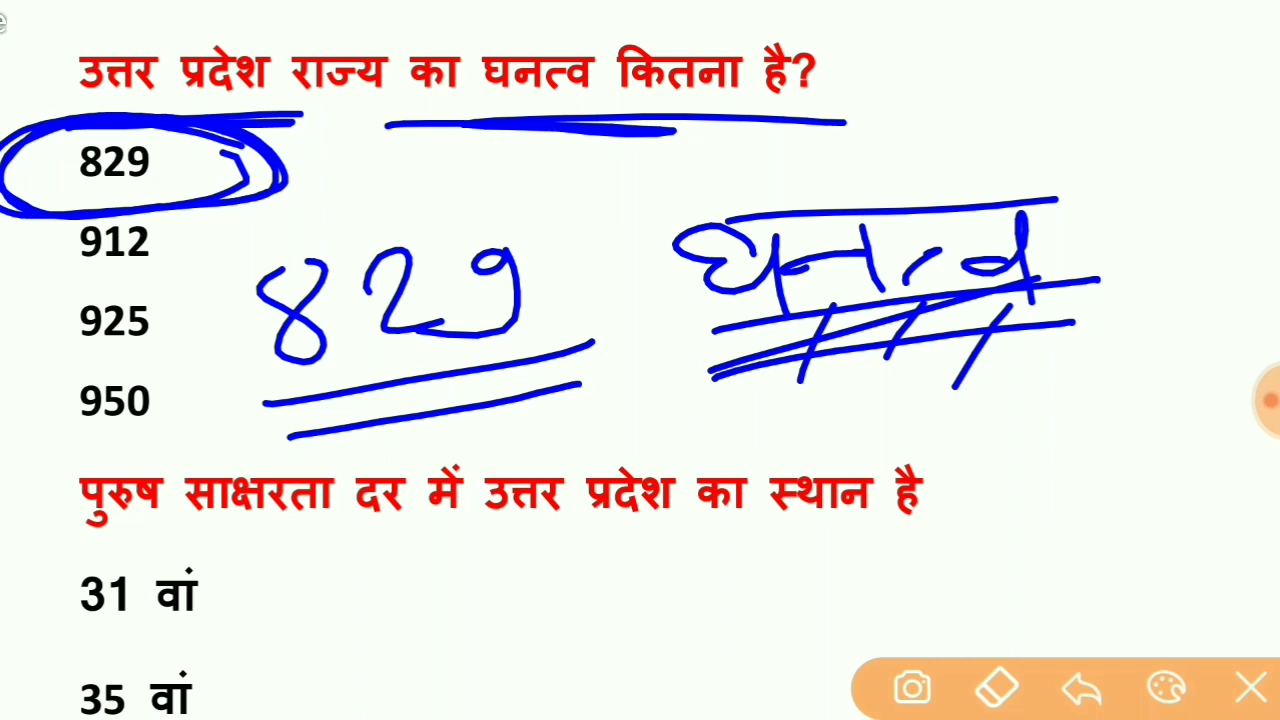 उत्तर प्रदेश राज्य का घनत्व कितना है?
829
912
925
950
829
घनत्व
पुरुष साक्षरता दर में उत्तर प्रदेश का स्थान है
31 वां
35 वां